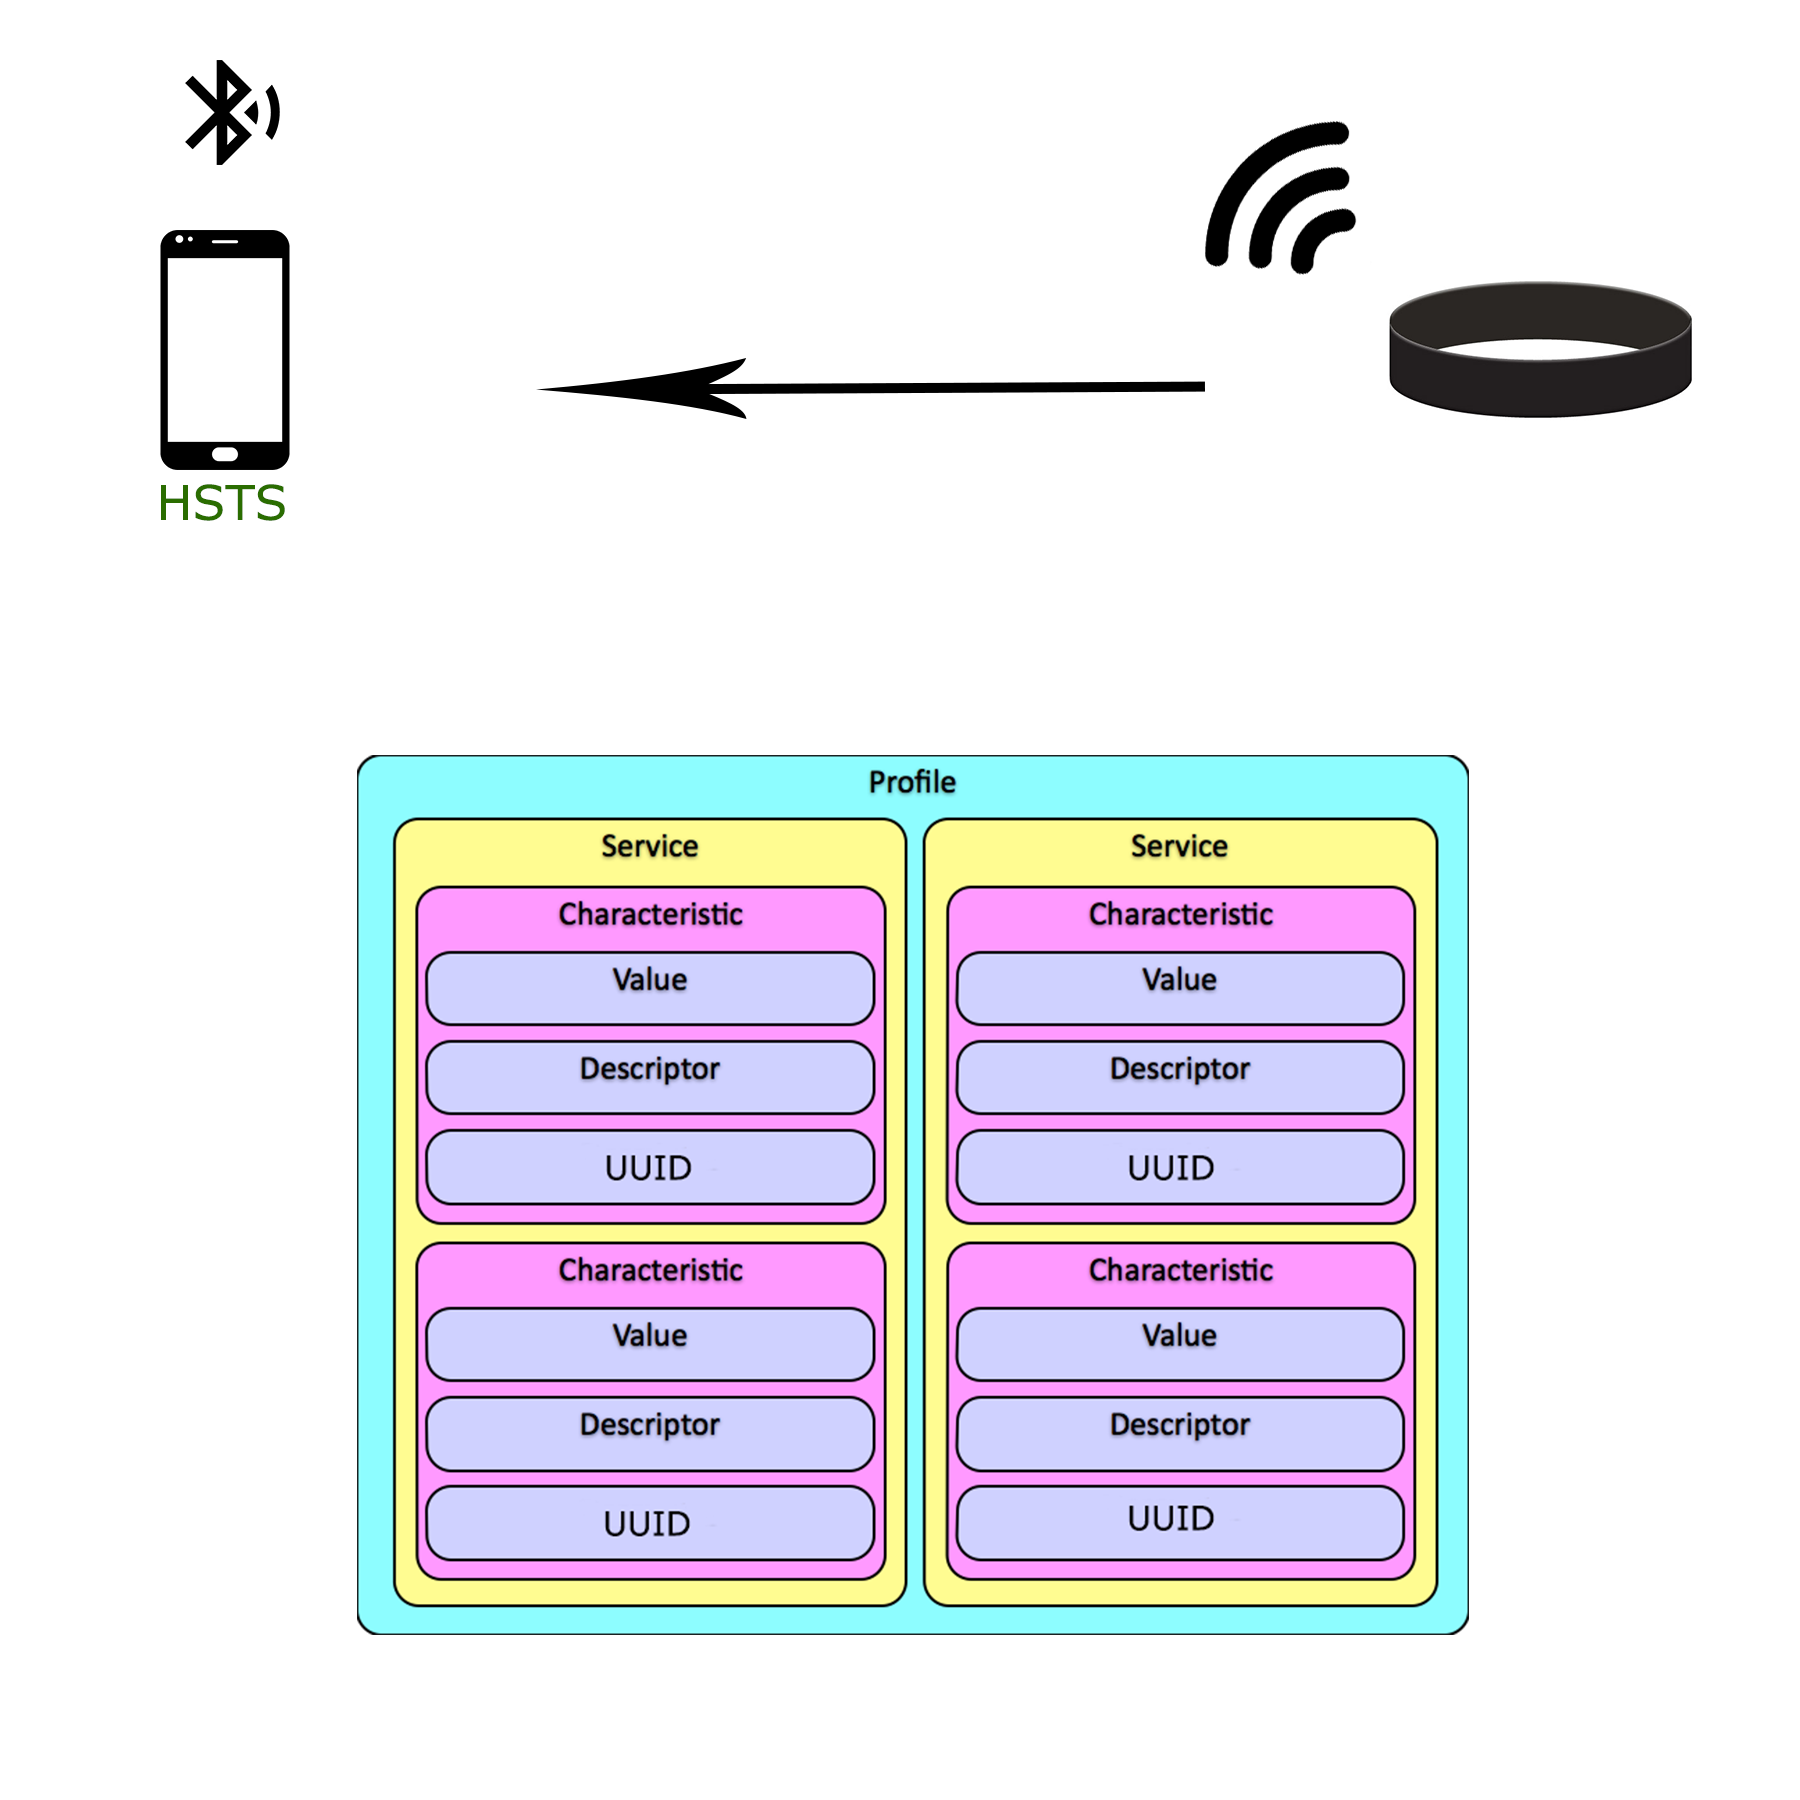 HSTS
Profile
Service
Characteristic
Value
Descriptor
UUID
Characteristic
Value
Descriptor
UUID
Service
Characteristic
Value
Descriptor
UUID
Characteristic
Value
Descriptor
UUID